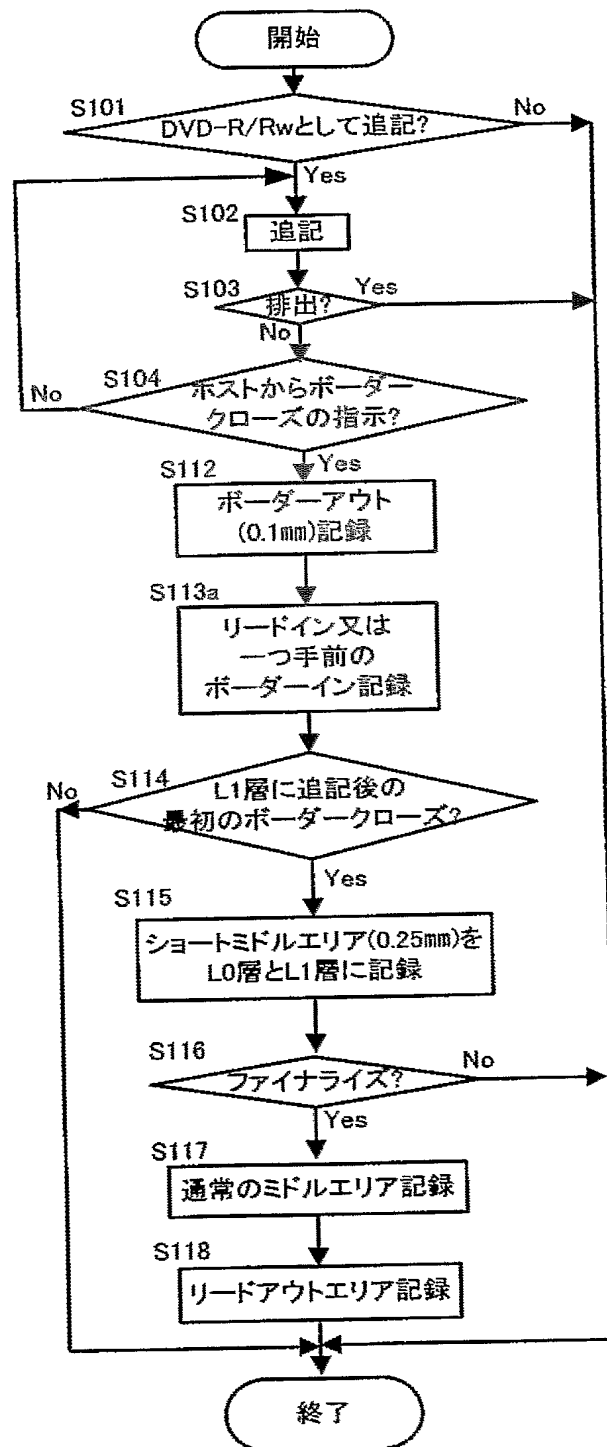 開始
S101
DVD-R/Rwとして追記?
No
Yes
S102
追記
S103
排出?
Yes
No
S104
ホストからボーダー
クローズの指示?
No
Yes
S112
ボーダーアウト
(0.1㎜)記録
S113a
リードイン又は
一つ手前の
ボーダーイン記録
S114
L1層に追記後の
最初のボーダークローズ?
No
Yes
S115
ショートミドルエリア(0.25㎜)を
L0層とL1層に記録
S116
ファイナライズ?
No
Yes
S117
通常のミドルエリア記録
S118
リードアウトエリア記録
終了